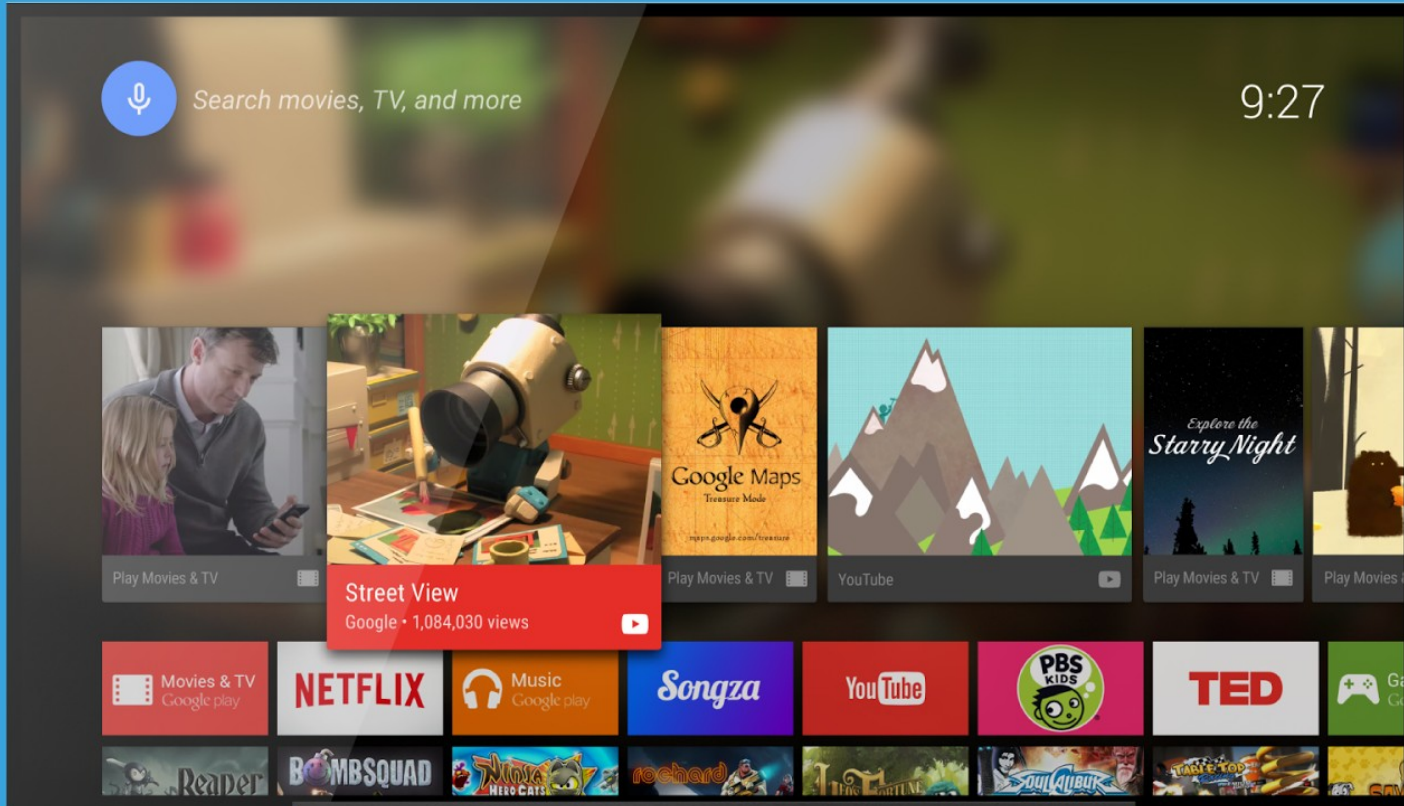 Search movies, TV, and more
9:27
Google Maps
Treasure Mode
maps.google.com/treasure
Explore the
Starry Night
Play Movies & TV
Street View
Google • 1,084,030 views
Play Movies & TV
YouTube
Play Movies & TV
Play Movies
Movies & TV
Google play
NETFLIX
Music
Google play
Songza
YouTube
PBS
KIDS
TED
Reaper
BOMBSQUAD
NINJA
HERO CATS
rochard
SOULCALIBUR
TABLE TOP